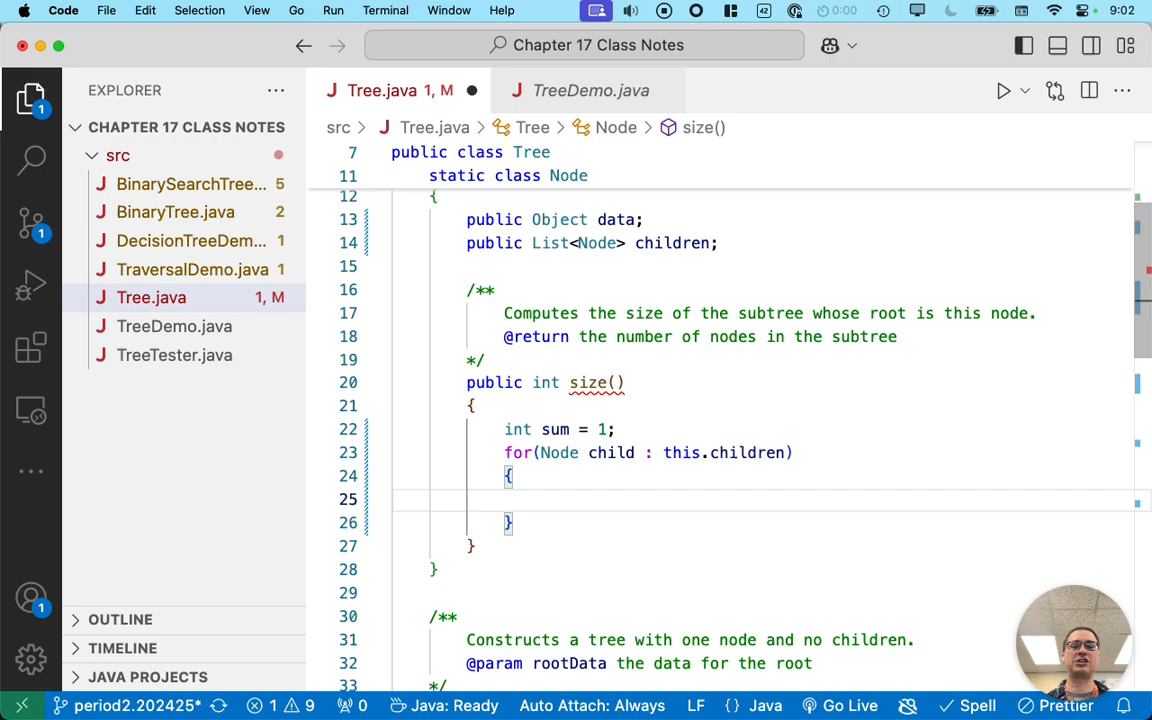 Code File Edit Selection View Go Run Terminal Window Help 42 0:00 9:02
Chapter 17 Class Notes
EXPLORER
Tree.java 1, M
TreeDemo.java
src > Tree.java > Tree > Node > size()
CHAPTER 17 CLASS NOTES
src
BinarySearchTree... 5
BinaryTree.java 2
DecisionTreeDem... 1
TraversalDemo.java 1
Tree.java 1, M
TreeDemo.java
TreeTester.java
7 public class Tree
11 static class Node
12 {
13 public Object data;
14 public List<Node> children;
15
16 /**
17 Computes the size of the subtree whose root is this node.
18 @return the number of nodes in the subtree
19 */
20 public int size()
21 {
22 int sum = 1;
23 for(Node child : this.children)
24 {
25
26 }
27 }
28 }
29
30 /**
31 Constructs a tree with one node and no children.
32 @param rootData the data for the root
33 */
1
1
1
OUTLINE
TIMELINE
JAVA PROJECTS
period2.202425* 1 9 0 Java: Ready Auto Attach: Always LF {} Java Go Live Spell Prettier